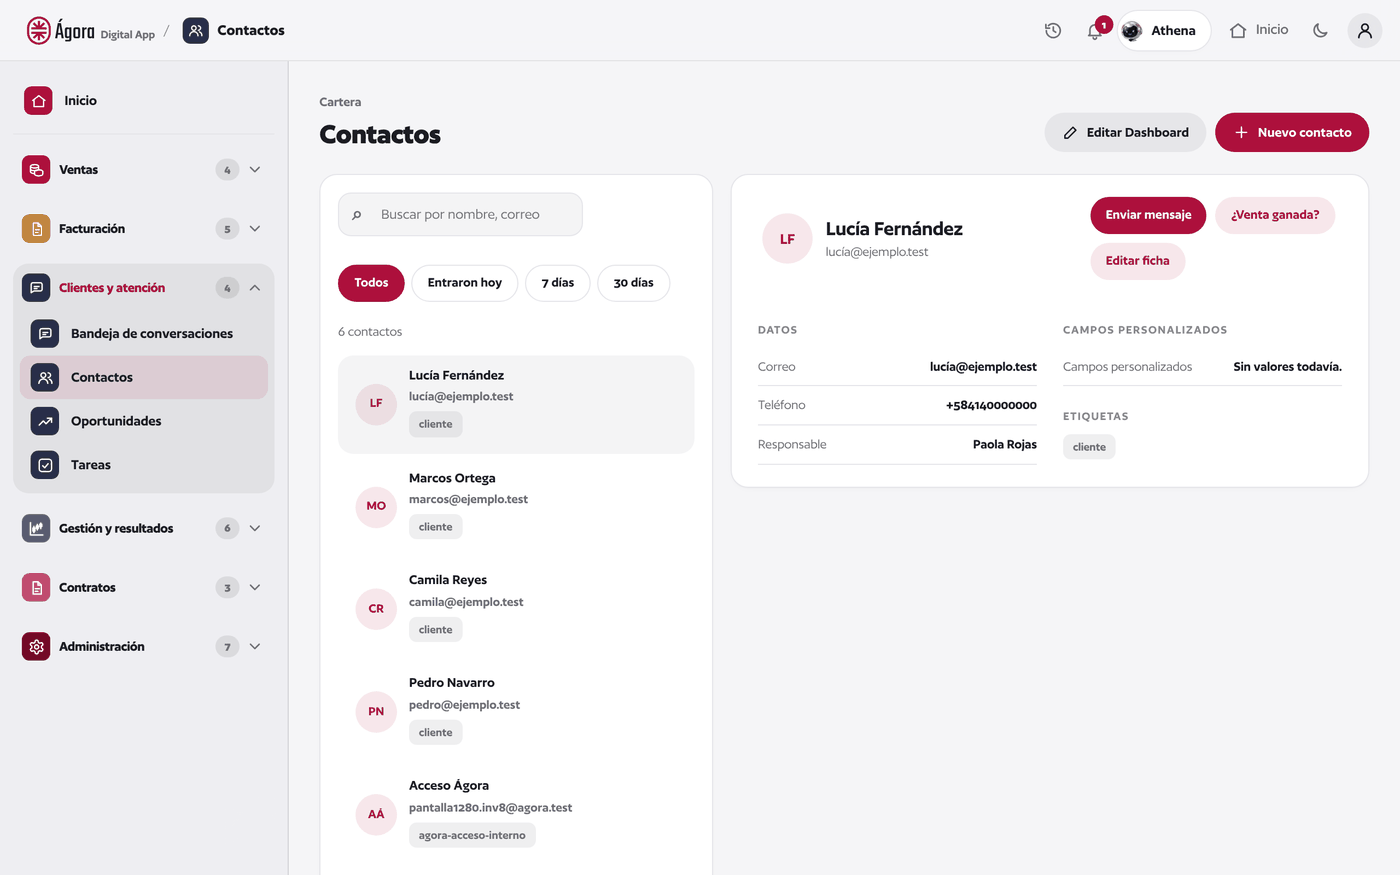 Ágora Digital App / Contactos
1
Athena
Inicio
Inicio
Ventas 4
Facturación 5
Clientes y atención 4
Bandeja de conversaciones
Contactos
Oportunidades
Tareas
Gestión y resultados 6
Contratos 3
Administración 7
Cartera
Contactos
Editar Dashboard
Nuevo contacto
Buscar por nombre, correo
Todos
Entraron hoy
7 días
30 días
6 contactos
LF
Lucía Fernández
lucía@ejemplo.test
cliente
MO
Marcos Ortega
marcos@ejemplo.test
cliente
CR
Camila Reyes
camila@ejemplo.test
cliente
PN
Pedro Navarro
pedro@ejemplo.test
cliente
AÁ
Acceso Ágora
pantalla1280.inv8@agora.test
agora-acceso-interno
LF
Lucía Fernández
lucía@ejemplo.test
Enviar mensaje
¿Venta ganada?
Editar ficha
DATOS
Correo lucía@ejemplo.test
Teléfono +584140000000
Responsable Paola Rojas
CAMPOS PERSONALIZADOS
Campos personalizados Sin valores todavía.
ETIQUETAS
cliente